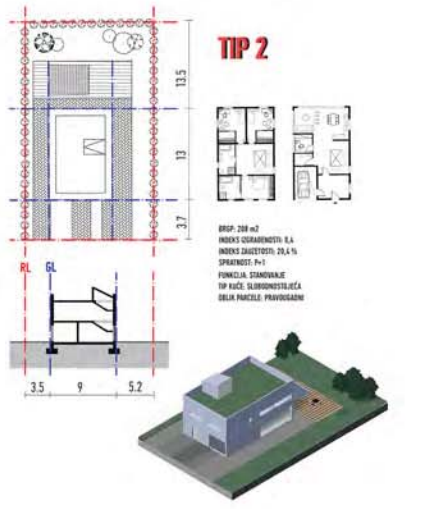 TIP 2
13.5
13
3.7
BRGP: 208 m2
INDEKS IZGRAĐENOSTI: 0,4
INDEKS ZAUZETOSTI: 20,4 %
SPRATNOST: P+1
FUNKCIJA: STANOVANJE
TIP KUĆE: SLOBODNOSTOJEĆA
OBLIK PARCELE: PRAVOUGAONI
RL GL
3.5 9 5.2